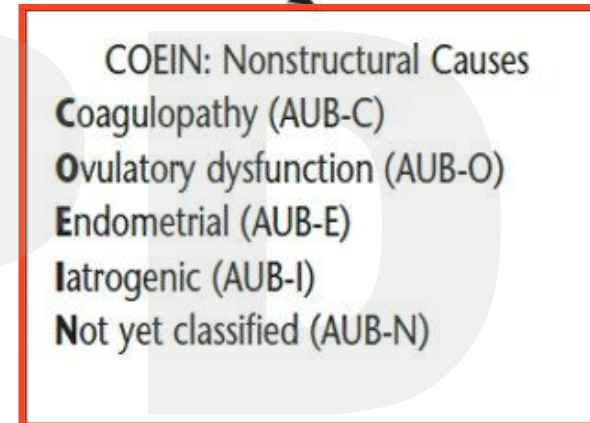 COEIN: Nonstructural Causes
Coagulopathy (AUB-C)
Ovulatory dysfunction (AUB-O)
Endometrial (AUB-E)
Iatrogenic (AUB-I)
Not yet classified (AUB-N)